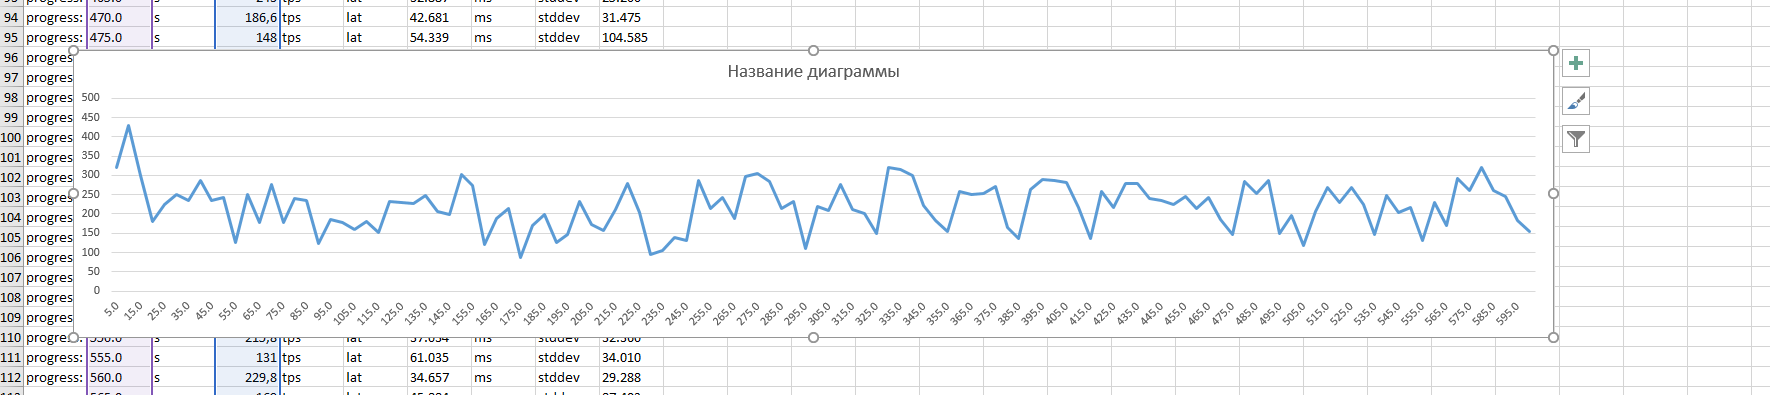 94 progress: 470.0 s 186,6 tps lat 42.681 ms stddev 31.475
95 progress: 475.0 s 148 tps lat 54.339 ms stddev 104.585
96 progres
97 progres
98 progres
99 progres
100 progres
101 progres
102 progres
103 progres
104 progres
105 progres
106 progres
107 progres
108 progres
109 progres
Название диаграммы
500
450
400
350
300
250
200
150
100
50
0
5.0 15.0 25.0 35.0 45.0 55.0 65.0 75.0 85.0 95.0 105.0 115.0 125.0 135.0 145.0 155.0 165.0 175.0 185.0 195.0 205.0 215.0 225.0 235.0 245.0 255.0 265.0 275.0 285.0 295.0 305.0 315.0 325.0 335.0 345.0 355.0 365.0 375.0 385.0 395.0 405.0 415.0 425.0 435.0 445.0 455.0 465.0 475.0 485.0 495.0 505.0 515.0 525.0 535.0 545.0 555.0 565.0 575.0 585.0 595.0
110 progress: s tps lat ms stddev
111 progress: 555.0 s 131 tps lat 61.035 ms stddev 34.010
112 progress: 560.0 s 229,8 tps lat 34.657 ms stddev 29.288